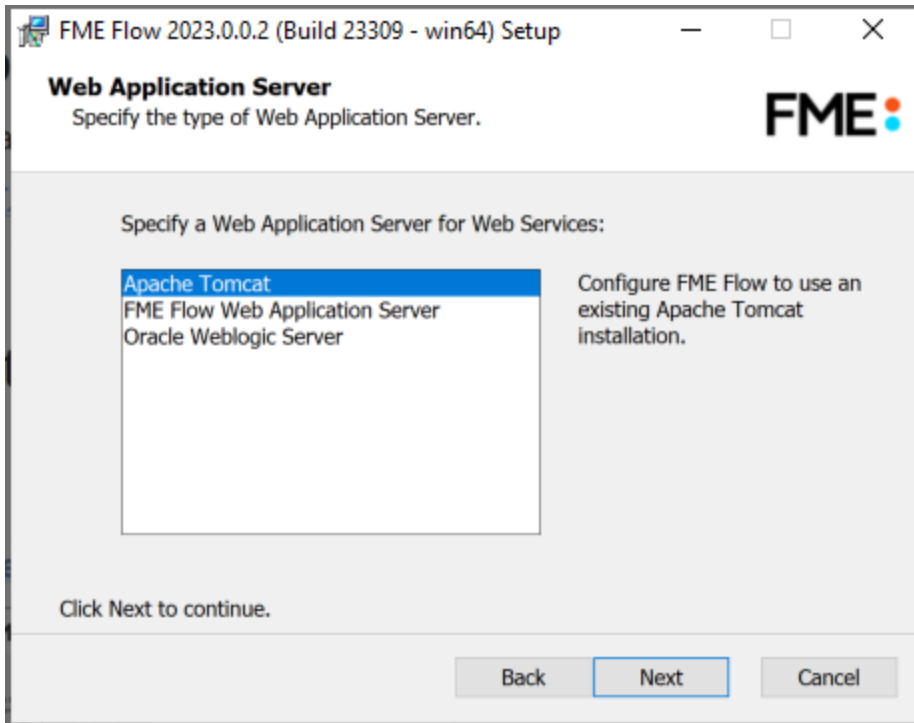 FME Flow 2023.0.0.2 (Build 23309 - win64) Setup
Web Application Server
Specify the type of Web Application Server.
FME
Specify a Web Application Server for Web Services:
Apache Tomcat
FME Flow Web Application Server
Oracle Weblogic Server
Configure FME Flow to use an
existing Apache Tomcat
installation.
Click Next to continue.
Back Next Cancel